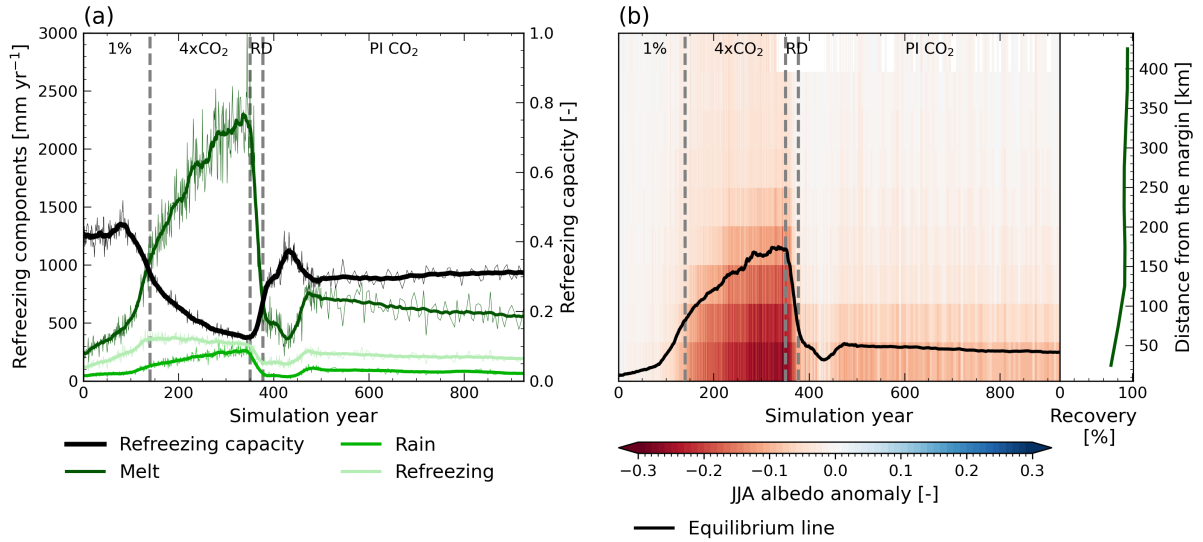 (a)
(b)
1% 4xCO₂ RD PI CO₂
1% 4xCO₂ RD PI CO₂
Refreezing components [mm yr⁻¹]
3000
2500
2000
1500
1000
500
0
1.0
0.8
0.6
0.4
0.2
0.0
Refreezing capacity [-]
0 200 400 600 800
Simulation year
Refreezing capacity
Melt
Rain
Refreezing
400
350
300
250
200
150
100
50
Distance from the margin [km]
0 200 400 600 800
Simulation year
0 100
Recovery
[%]
−0.3 −0.2 −0.1 0.0 0.1 0.2 0.3
JJA albedo anomaly [-]
Equilibrium line